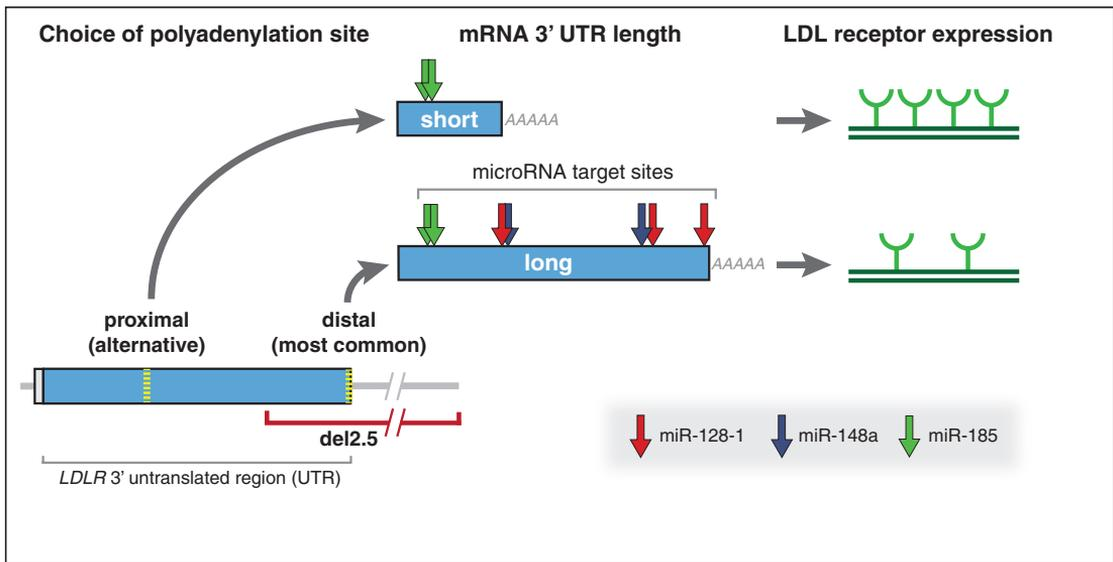 Choice of polyadenylation site
mRNA 3’ UTR length
LDL receptor expression
short
AAAAA
microRNA target sites
long
AAAAA
proximal
(alternative)
distal
(most common)
del2.5
LDLR 3’ untranslated region (UTR)
miR-128-1
miR-148a
miR-185